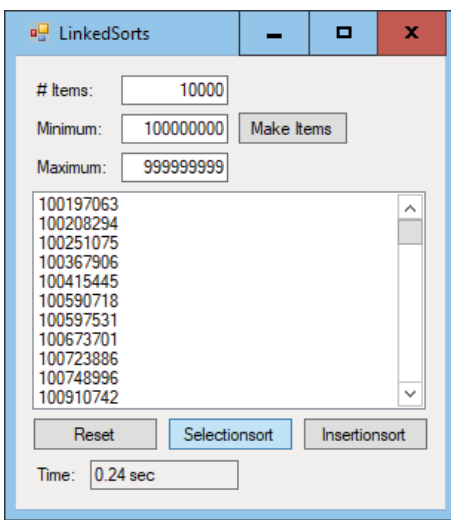 LinkedSorts
# Items: 10000
Minimum: 100000000 Make Items
Maximum: 999999999
100197063
100208294
100251075
100367906
100415445
100590718
100597531
100673701
100723886
100748996
100910742
Reset Selectionsort Insertionsort
Time: 0.24 sec